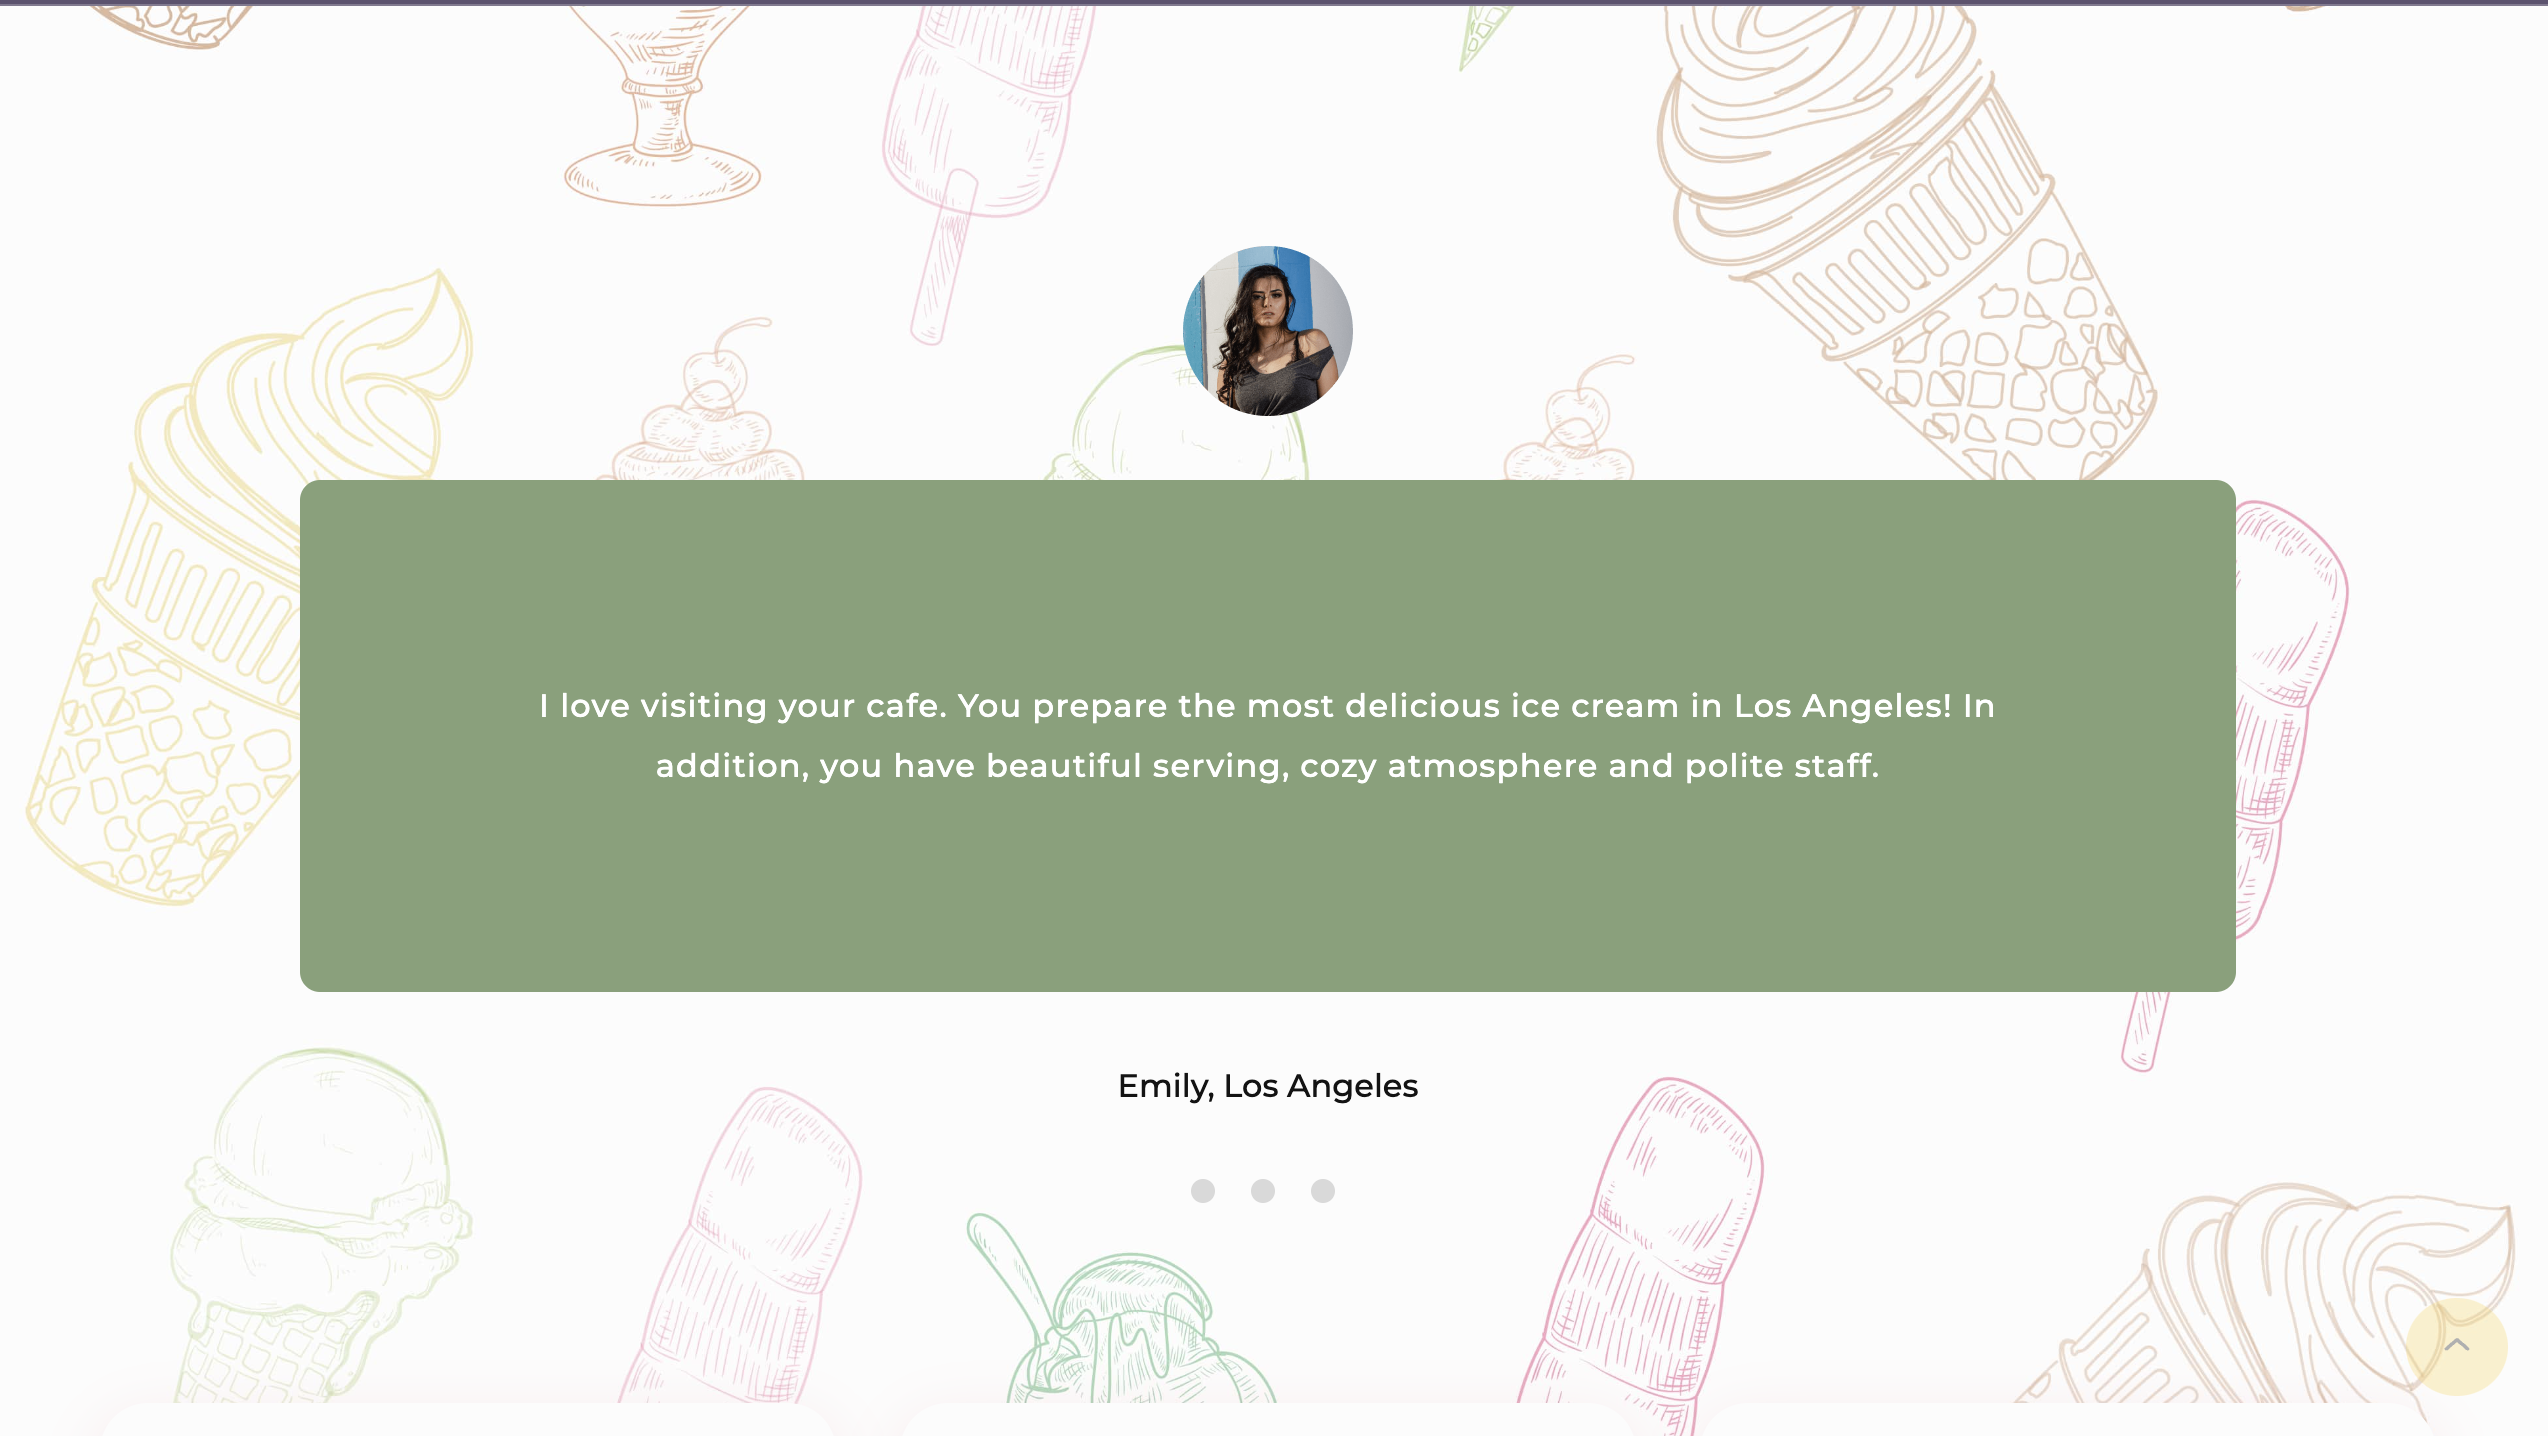 I love visiting your cafe. You prepare the most delicious ice cream in Los Angeles! In
addition, you have beautiful serving, cozy atmosphere and polite staff.
Emily, Los Angeles